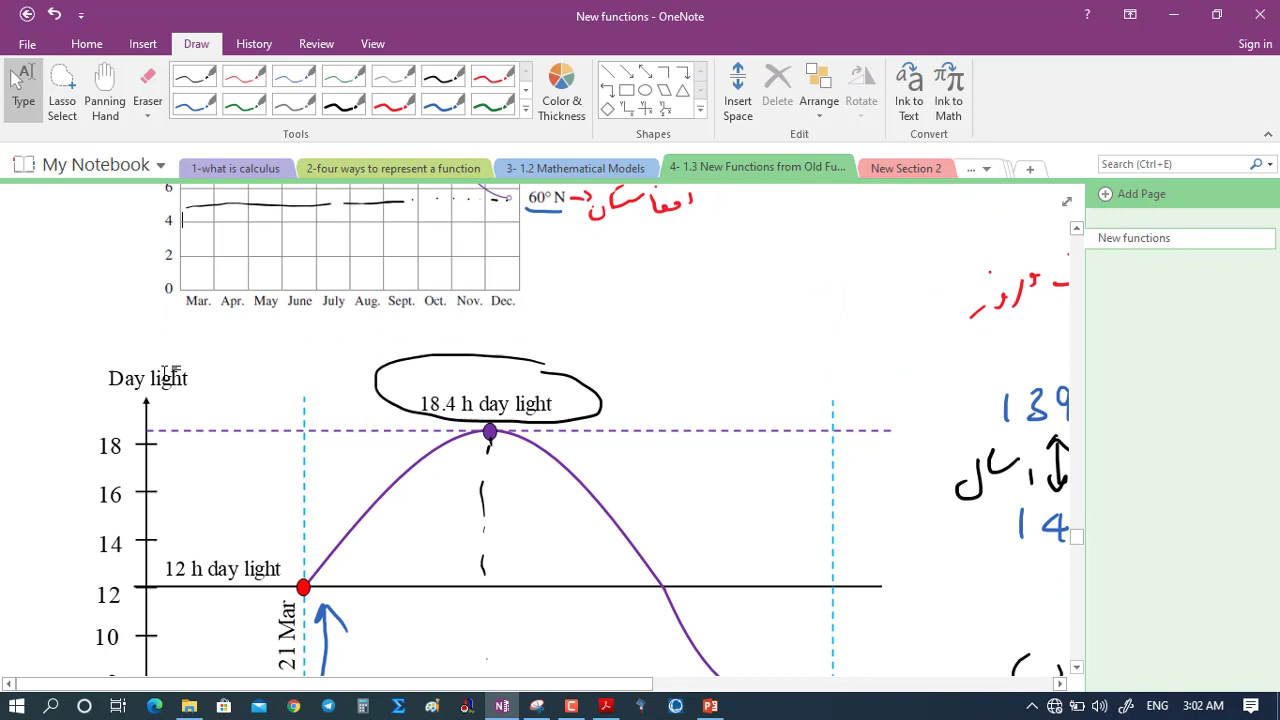 New functions - OneNote
File Home Insert Draw History Review View
Sign in
Type
Lasso Select
Panning Hand
Eraser
Color & Thickness
Insert Space
Delete
Arrange
Rotate
Ink to Text
Ink to Math
Tools Shapes Edit Convert
My Notebook 1-what is calculus 2-four ways to represent a function 3- 1.2 Mathematical Models 4- 1.3 New Functions from Old Fu... New Section 2 ...
Search (Ctrl+E)
Add Page
New functions
6
60° N
4
2
0
Mar. Apr. May June July Aug. Sept. Oct. Nov. Dec.
Day light
18.4 h day light
18
16
14
12 h day light
12
10
21 Mar
139
14
3:02 PM